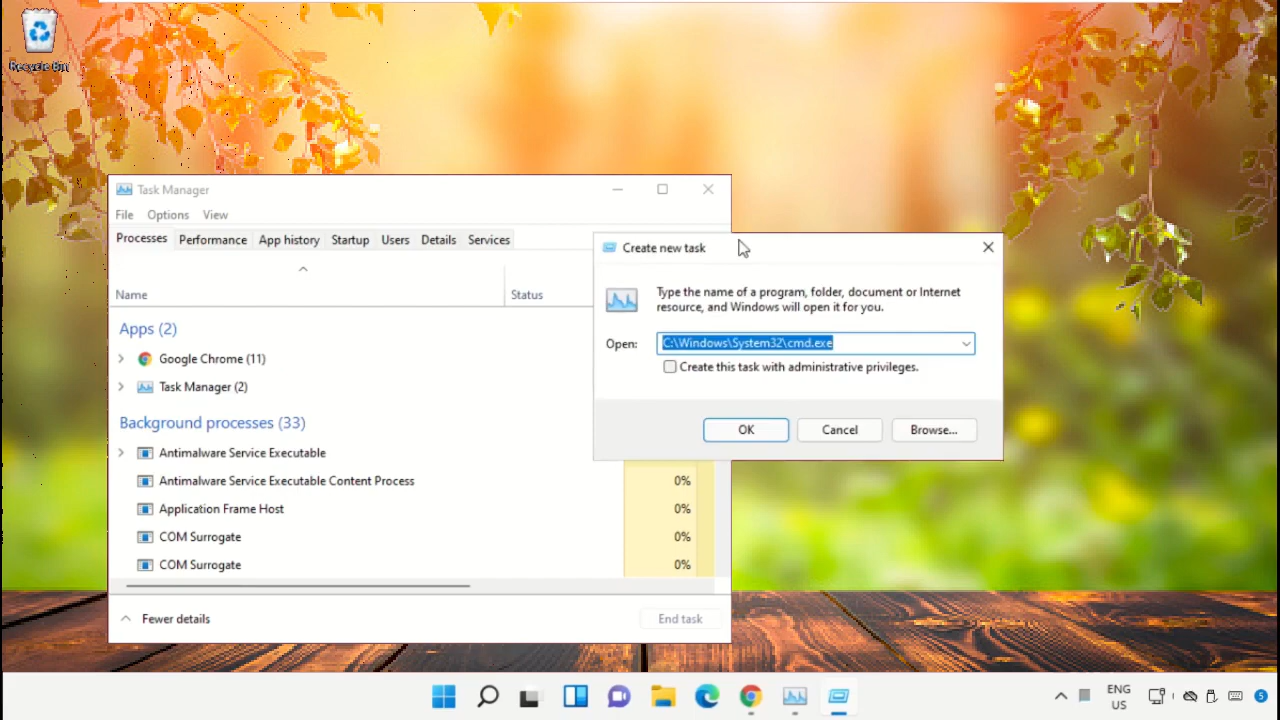 Recycle Bin
Task Manager
File Options View
Processes Performance App history Startup Users Details Services
Name Status
Apps (2)
Google Chrome (11)
Task Manager (2)
Background processes (33)
Antimalware Service Executable
Antimalware Service Executable Content Process 0%
Application Frame Host 0%
COM Surrogate 0%
COM Surrogate 0%
Fewer details End task
Create new task
Type the name of a program, folder, document or Internet
resource, and Windows will open it for you.
Open: C:\Windows\System32\cmd.exe
Create this task with administrative privileges.
OK Cancel Browse...
ENG
US
5